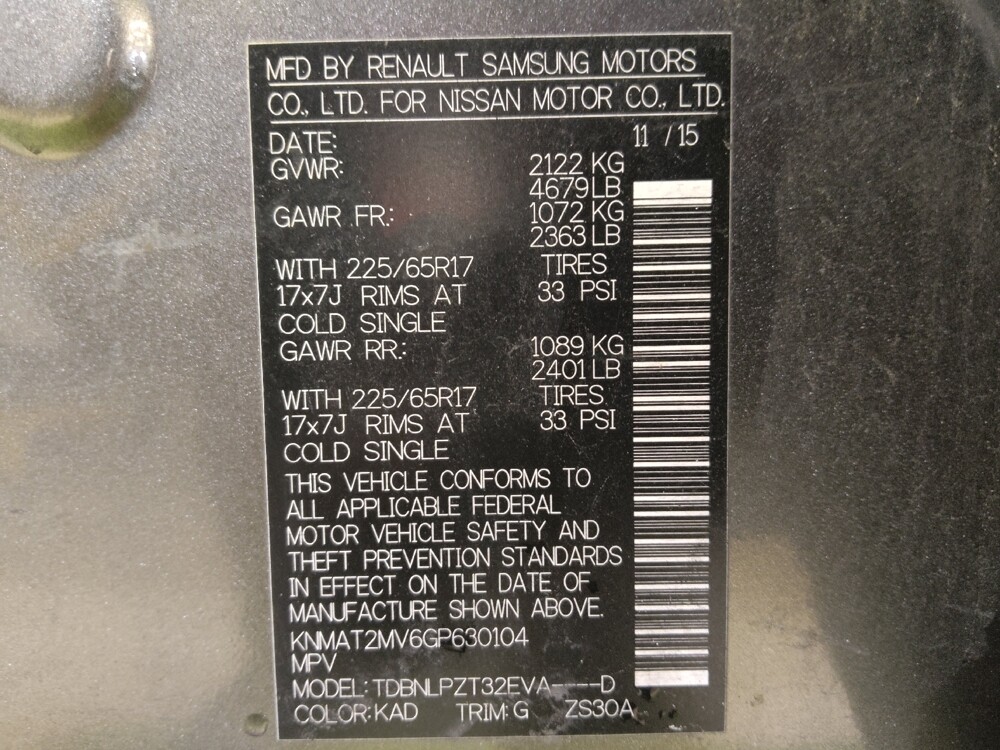 MFD BY RENAULT SAMSUNG MOTORS
CO., LTD. FOR NISSAN MOTOR CO., LTD.
DATE: 11 /15
GVWR: 2122 KG
4679 LB
GAWR FR.: 1072 KG
2363 LB
WITH 225/65R17 TIRES
17x7J RIMS AT 33 PSI
COLD SINGLE
GAWR RR.: 1089 KG
2401 LB
WITH 225/65R17 TIRES
17x7J RIMS AT 33 PSI
COLD SINGLE
THIS VEHICLE CONFORMS TO
ALL APPLICABLE FEDERAL
MOTOR VEHICLE SAFETY AND
THEFT PREVENTION STANDARDS
IN EFFECT ON THE DATE OF
MANUFACTURE SHOWN ABOVE.
KNMAT2MV6GP630104
MPV
MODEL: TDBNLPZT32EVA----D
COLOR: KAD TRIM: G ZS30A